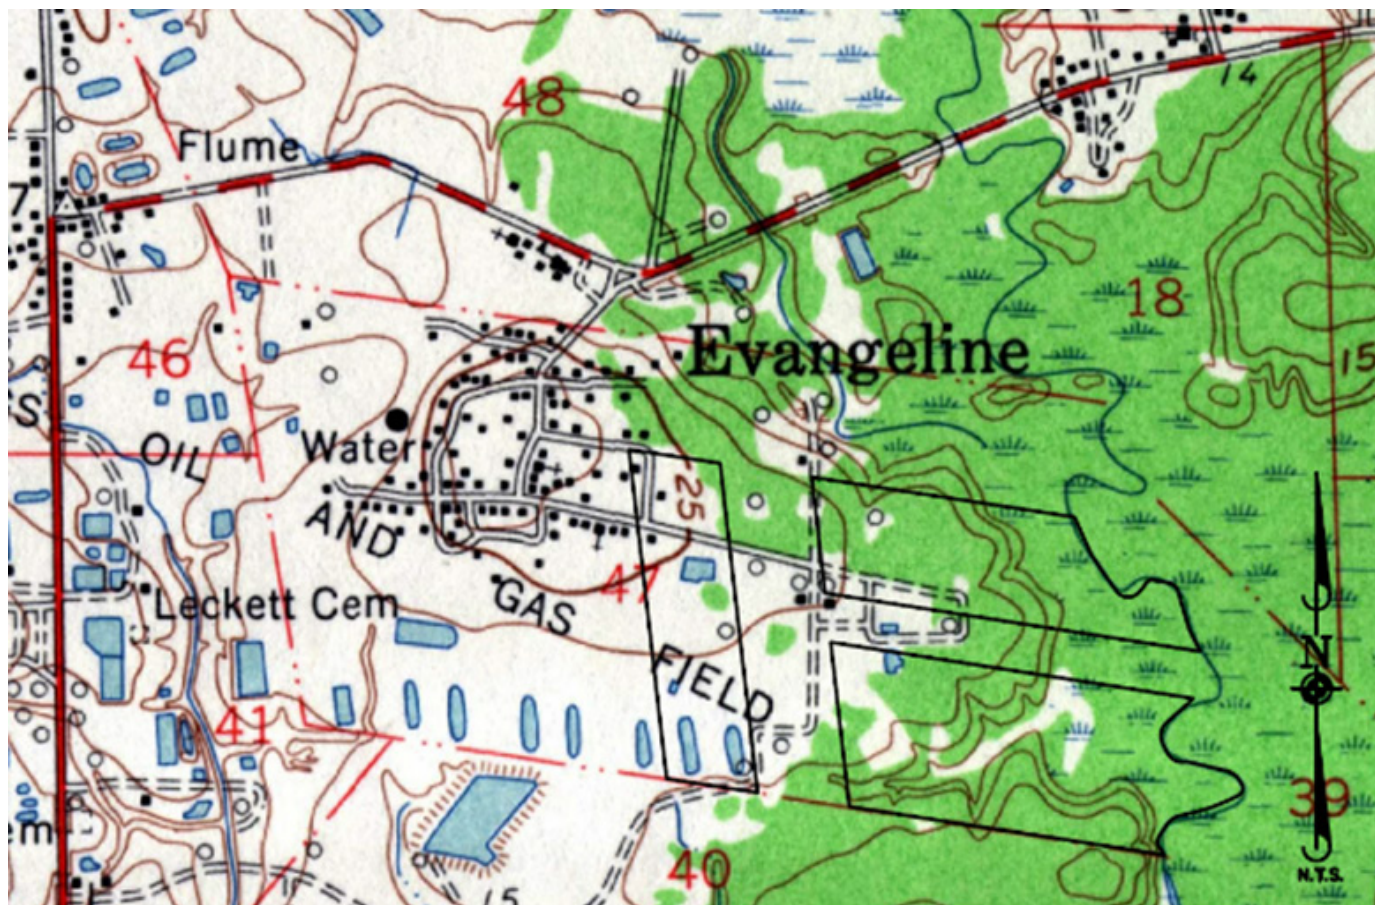 48
14
Flume
7
18
Evangeline
15
46
S
OIL
Water
25
AND
47
GAS
Leckett Cem
FIELD
N
41
39
em
40
15
N.T.S.